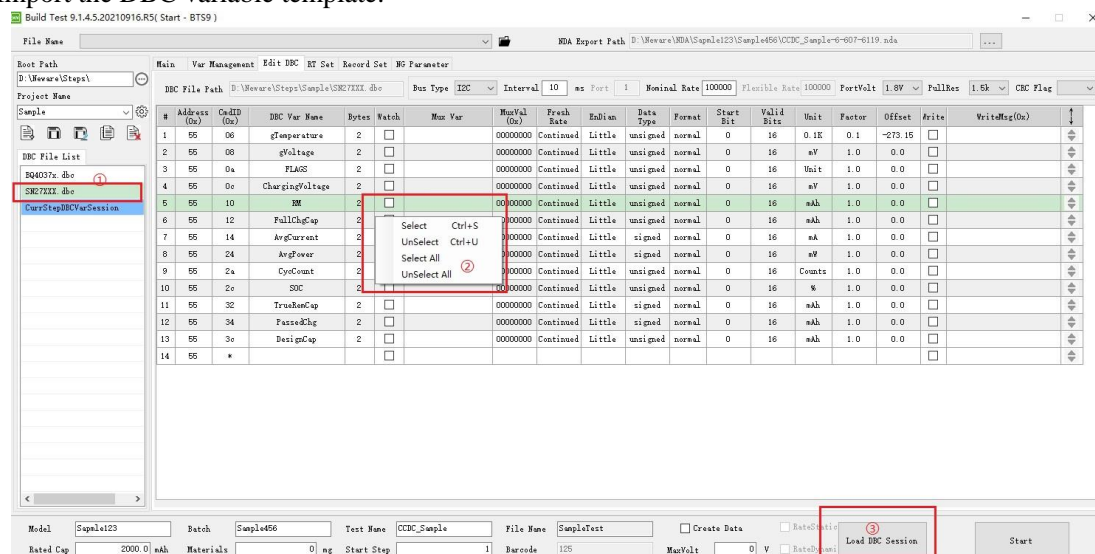 import the DBC variable template.
Build Test 9.1.4.5.20210916.R5( Start - BTS9 )
File Name NDA Export Path D:\Neware\NDA\Sapmle123\Sample456\CCDC_Sample-6-607-6119.nda ...
Root Path
D:\Neware\Steps\
Project Name
Sample
DBC File List
BQ4037x.dbc
①
SN27XXX.dbc
CurrStepDBCVarSession
Main Var Management Edit DBC RT Set Record Set NG Parameter
DBC File Path D:\Neware\Steps\Sample\SN27XXX.dbc Bus Type I2C Interval 10 ms Port 1 Nominal Rate 100000 Flexible Rate 100000 PortVolt 1.8V PullRes 1.5k CRC Flag
# Address (0x) CmdID (0x) DBC Var Name Bytes Watch Mux Var MuxVal (0x) Fresh Rate EnDian Data Type Format Start Bit Valid Bits Unit Factor Offset Write WriteMsg(0x)
1 55 06 gTemperature 2 00000000 Continued Little unsigned normal 0 16 0.1K 0.1 -273.15
2 55 08 gVoltage 2 00000000 Continued Little unsigned normal 0 16 mV 1.0 0.0
3 55 0a FLAGS 2 00000000 Continued Little unsigned normal 0 16 Unit 1.0 0.0
4 55 0c ChargingVoltage 2 00000000 Continued Little unsigned normal 0 16 mV 1.0 0.0
5 55 10 RM 2 00000000 Continued Little unsigned normal 0 16 mAh 1.0 0.0
6 55 12 FullChgCap 2 00000000 Continued Little unsigned normal 0 16 mAh 1.0 0.0
7 55 14 AvgCurrent 2 00000000 Continued Little signed normal 0 16 mA 1.0 0.0
8 55 24 AvgPower 2 00000000 Continued Little signed normal 0 16 mW 1.0 0.0
9 55 2a CycCount 2 00000000 Continued Little unsigned normal 0 16 Counts 1.0 0.0
10 55 2c SOC 2 00000000 Continued Little unsigned normal 0 16 % 1.0 0.0
11 55 32 TrueRemCap 2 00000000 Continued Little signed normal 0 16 mAh 1.0 0.0
12 55 34 PassedChg 2 00000000 Continued Little signed normal 0 16 mAh 1.0 0.0
13 55 3c DesignCap 2 00000000 Continued Little unsigned normal 0 16 mAh 1.0 0.0
14 55 *
Select Ctrl+S
UnSelect Ctrl+U
Select All
UnSelect All ②
Model Sapmle123 Batch Sample456 Test Name CCDC_Sample File Name SampleTest Create Data RateStatic ③ Load DBC Session Start
Rated Cap 2000.0 mAh Materials 0 mg Start Step 1 Barcode 125 MaxVolt 0 V RateDynami